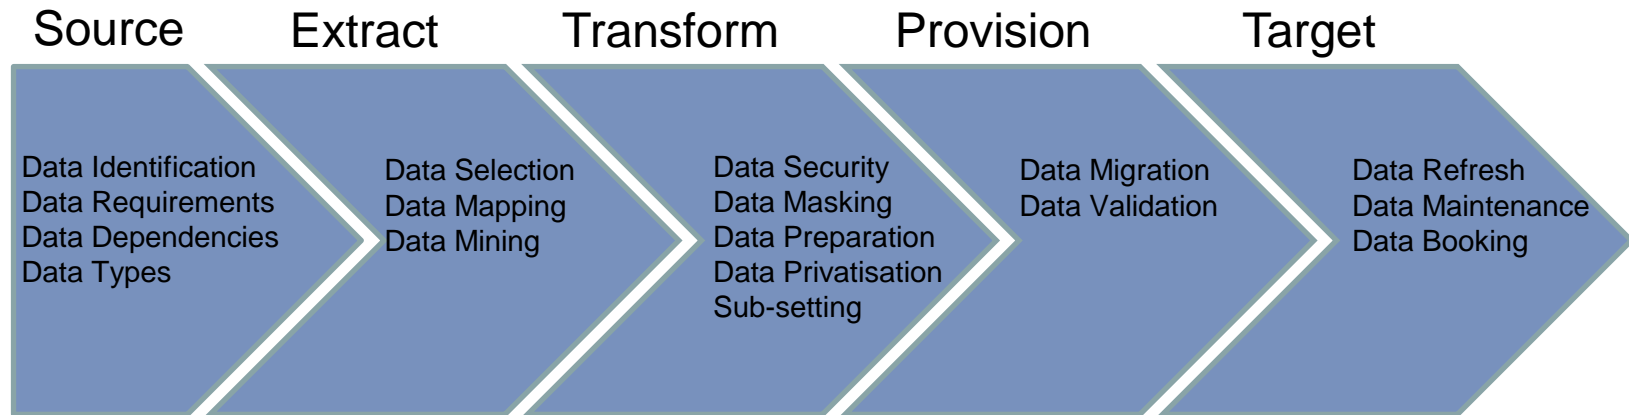 Source
Extract
Transform
Provision
Target
Data Identification
Data Requirements
Data Dependencies
Data Types
Data Selection
Data Mapping
Data Mining
Data Security
Data Masking
Data Preparation
Data Privatisation
Sub-setting
Data Migration
Data Validation
Data Refresh
Data Maintenance
Data Booking